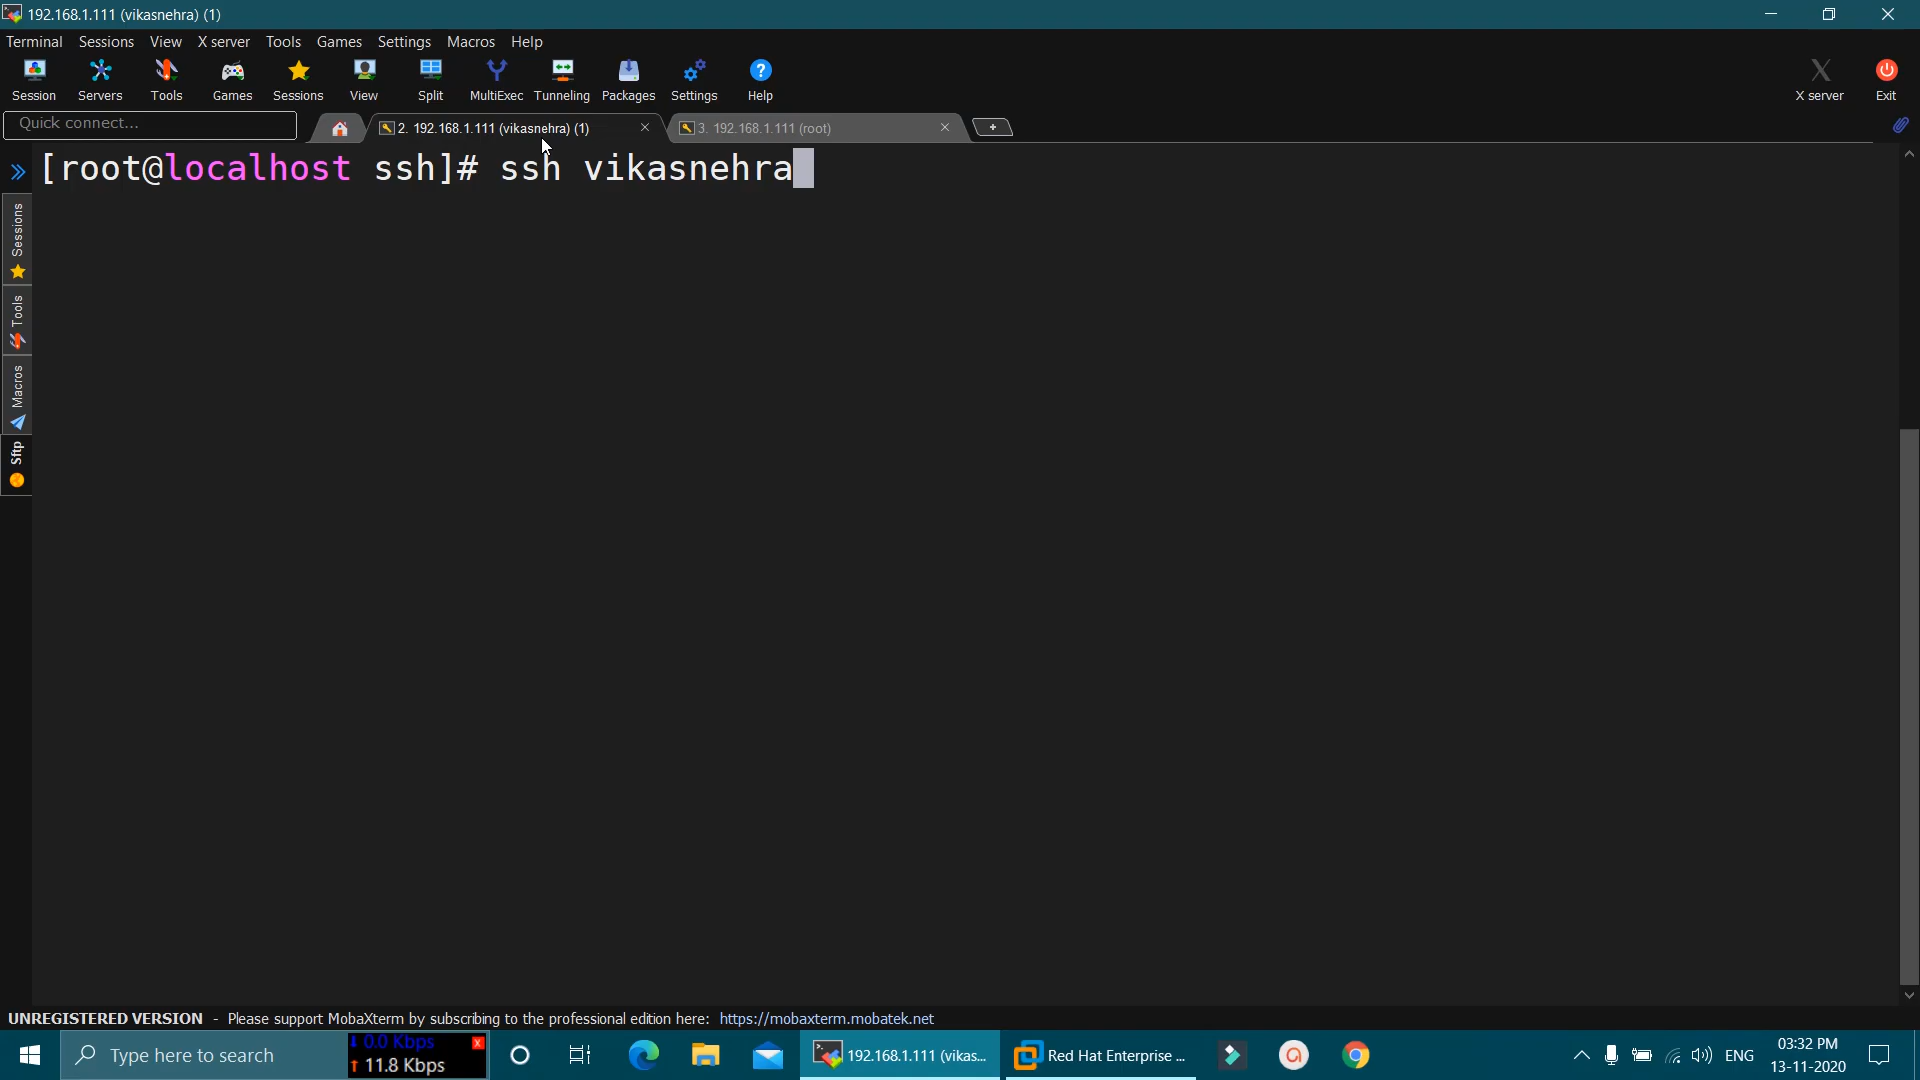 192.168.1.111 (vikasnehra) (1)
Terminal Sessions View X server Tools Games Settings Macros Help
Session Servers Tools Games Sessions View Split MultiExec Tunneling Packages Settings Help X server Exit
Quick connect... 2. 192.168.1.111 (vikasnehra) (1) 3. 192.168.1.111 (root)
[root@localhost ssh]# ssh vikasnehra
Sessions
Tools
Macros
Sftp
UNREGISTERED VERSION - Please support MobaXterm by subscribing to the professional edition here: https://mobaxterm.mobatek.net
Type here to search
0.0 Kbps
11.8 Kbps
192.168.1.111 (vikas...
Red Hat Enterprise ...
ENG
03:32 PM
13-11-2020